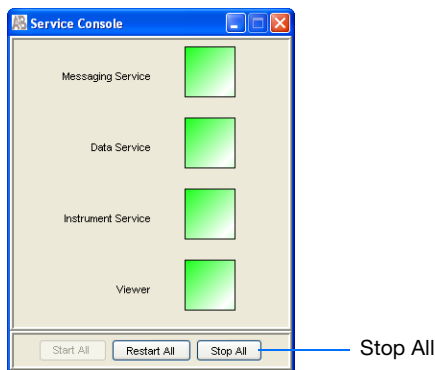 Service Console
Messaging Service
Data Service
Instrument Service
Viewer
Start All Restart All Stop All Stop All